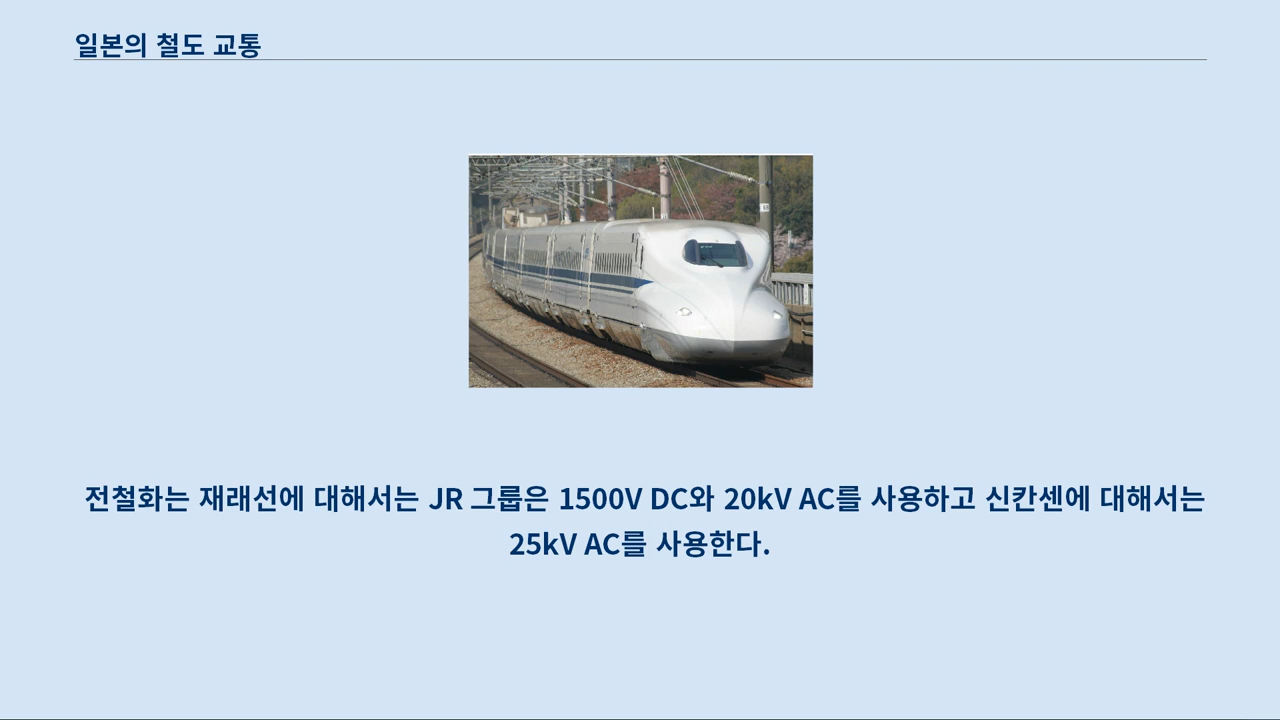 일본의 철도 교통
전철화는 재래선에 대해서는 JR 그룹은 1500V DC와 20kV AC를 사용하고 신칸센에 대해서는
25kV AC를 사용한다.